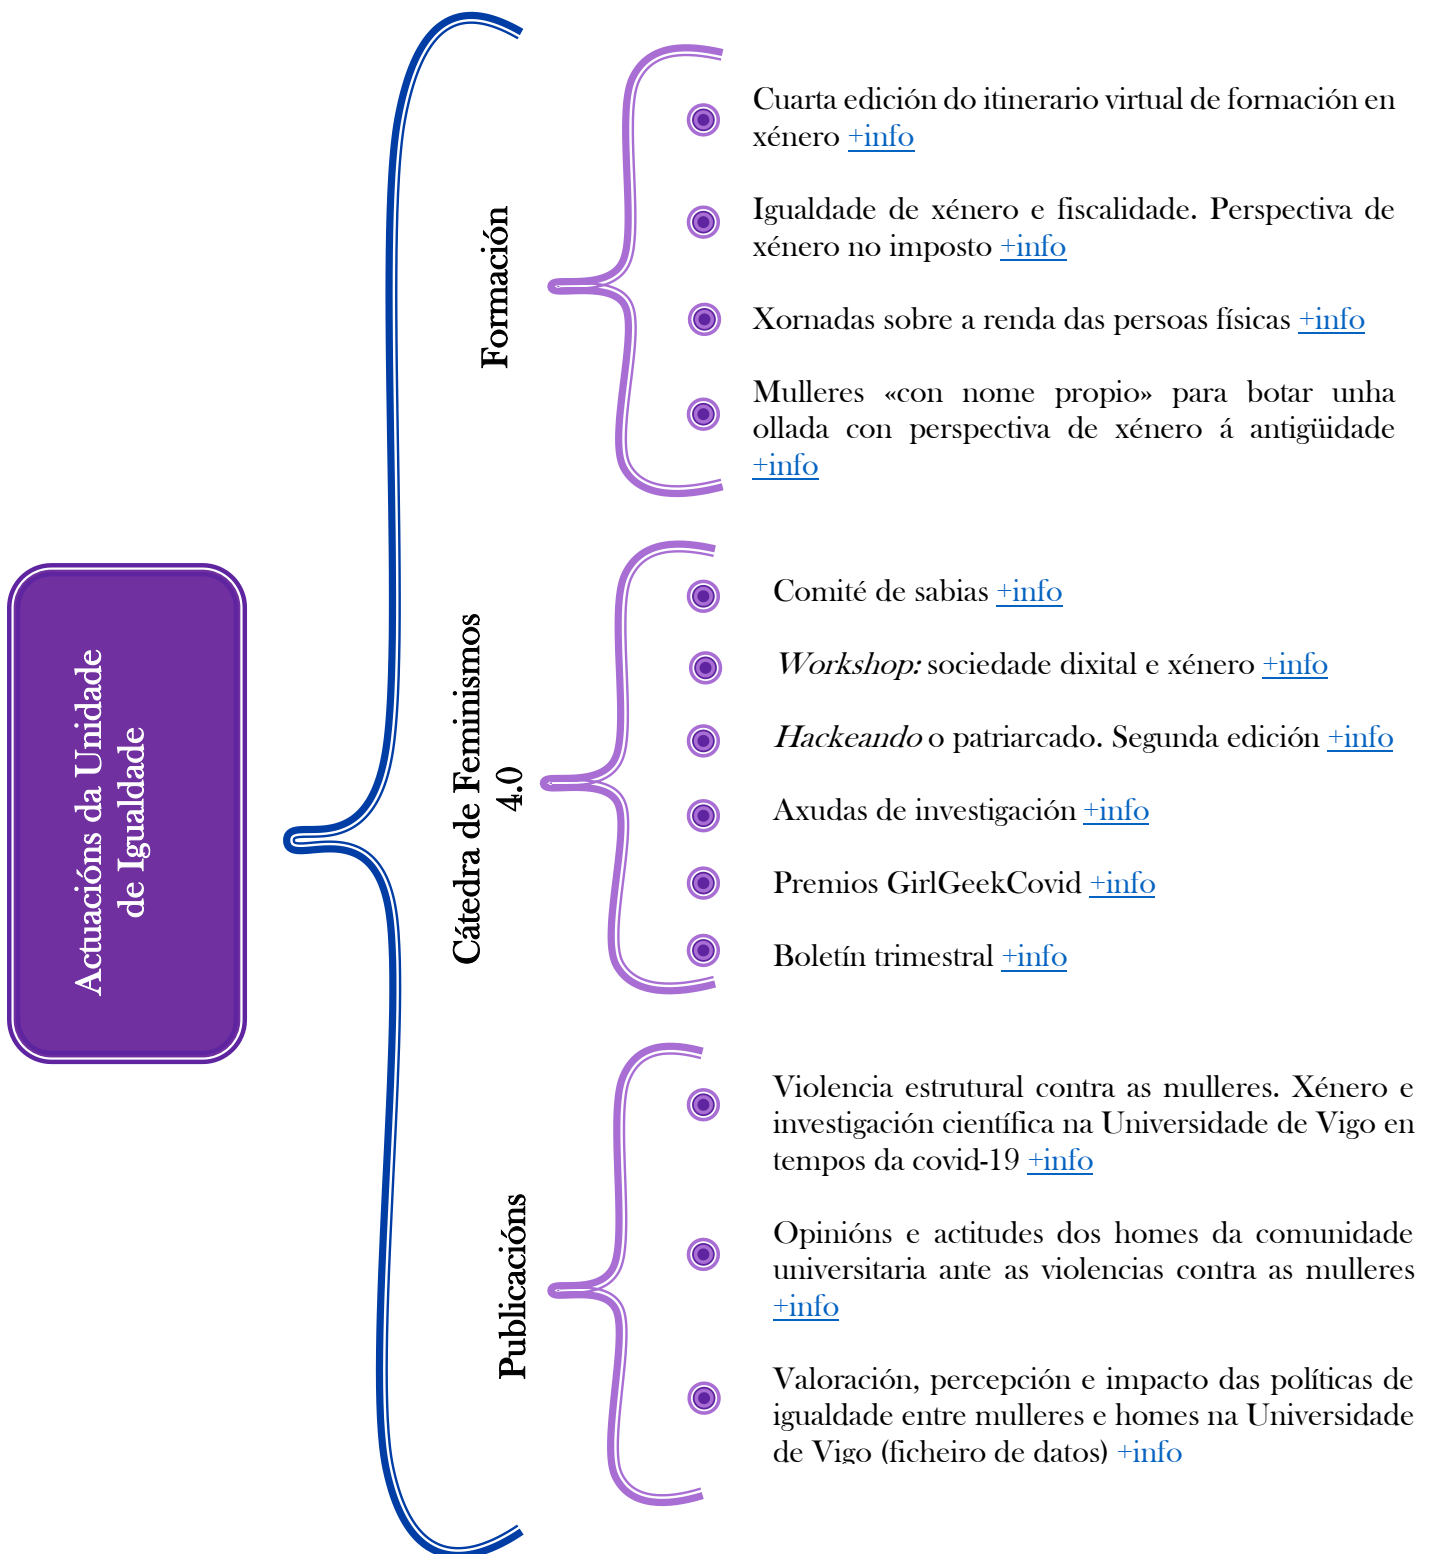 Actuacións da Unidade
de Igualdade
Formación
Cuarta edición do itinerario virtual de formación en
xénero +info
Igualdade de xénero e fiscalidade. Perspectiva de
xénero no imposto +info
Xornadas sobre a renda das persoas físicas +info
Mulleres «con nome propio» para botar unha
ollada con perspectiva de xénero á antigüidade
+info
Cátedra de Feminismos
4.0
Comité de sabias +info
Workshop: sociedade dixital e xénero +info
Hackeando o patriarcado. Segunda edición +info
Axudas de investigación +info
Premios GirlGeekCovid +info
Boletín trimestral +info
Publicacións
Violencia estrutural contra as mulleres. Xénero e
investigación científica na Universidade de Vigo en
tempos da covid-19 +info
Opinións e actitudes dos homes da comunidade
universitaria ante as violencias contra as mulleres
+info
Valoración, percepción e impacto das políticas de
igualdade entre mulleres e homes na Universidade
de Vigo (ficheiro de datos) +info